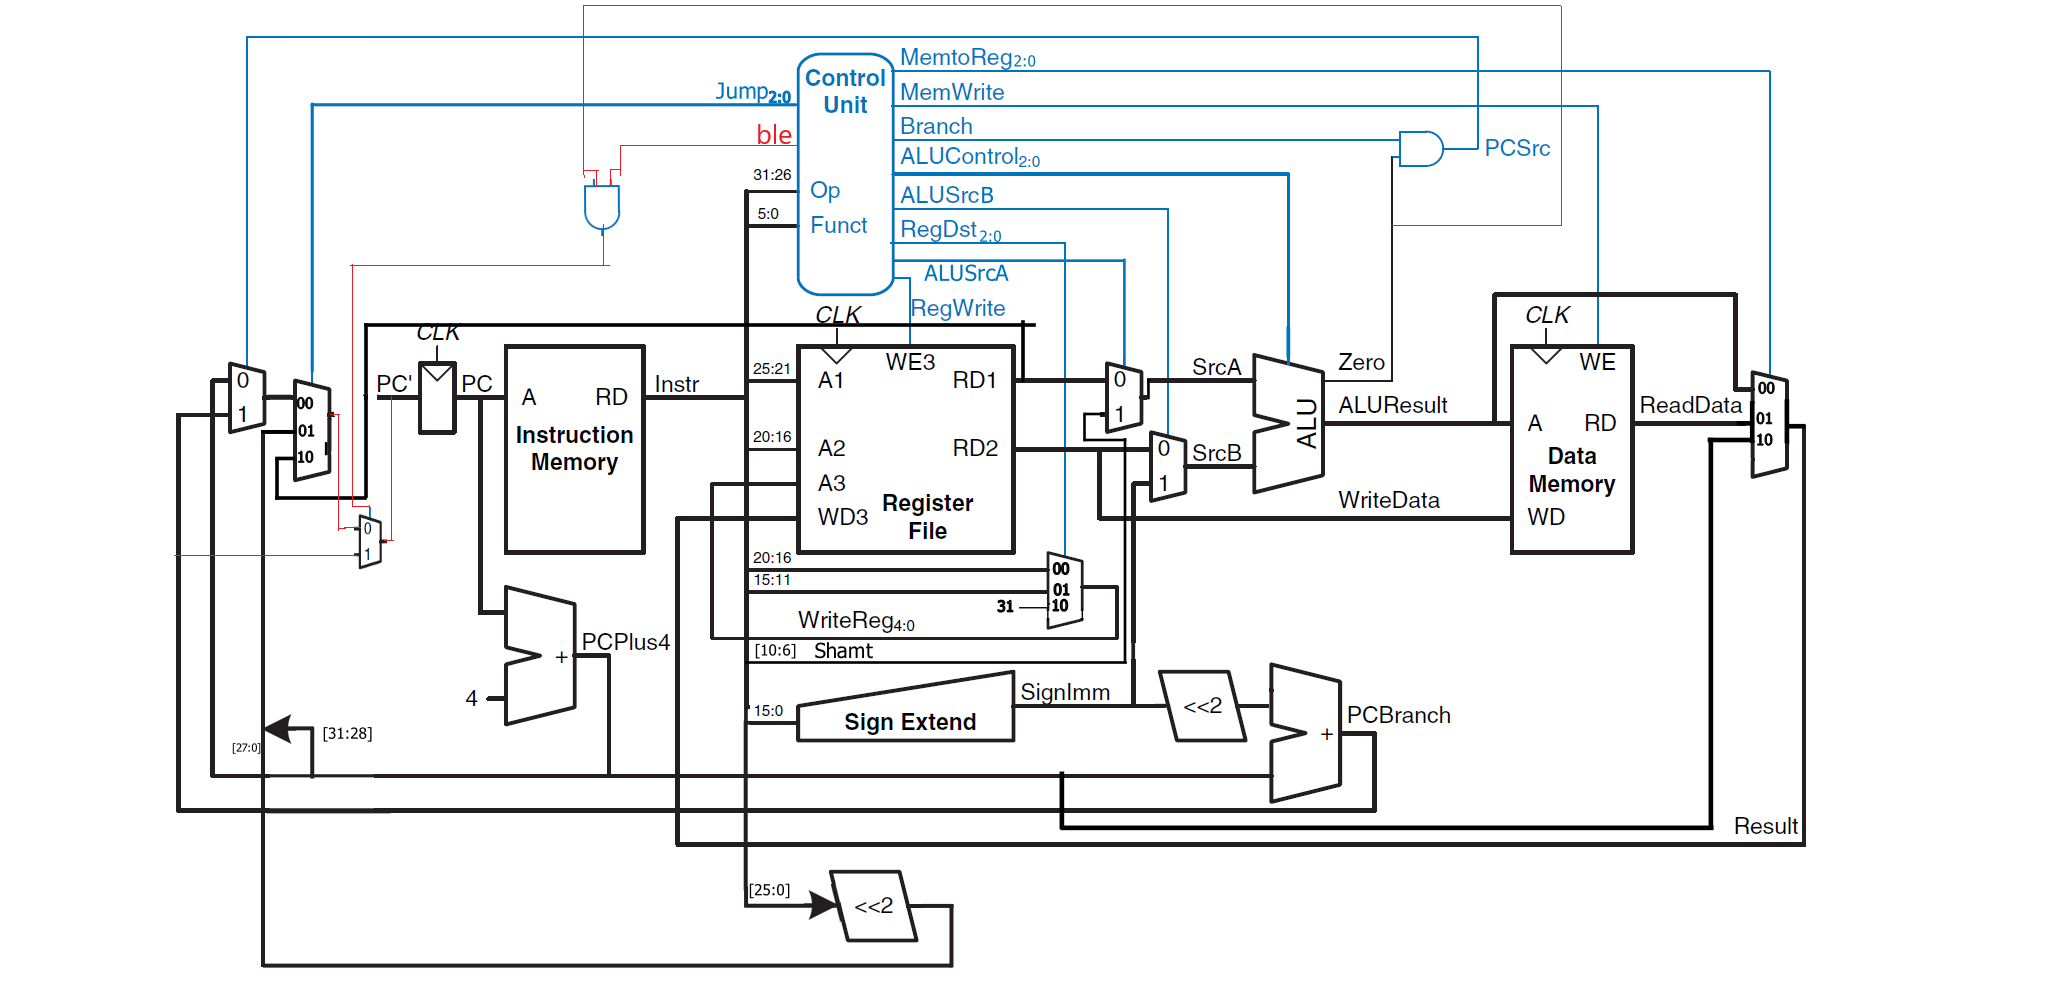 MemtoReg2:0
Control
Unit
Jump2:0
MemWrite
ble
Branch
PCSrc
ALUControl2:0
31:26
Op
ALUSrcB
5:0
Funct
RegDst 2:0
ALUSrcA
RegWrite
CLK
CLK
CLK
0
1
00
01
10
PC'
PC
A
RD
Instruction
Memory
Instr
25:21
A1
WE3
RD1
20:16
A2
RD2
A3
WD3
Register
File
0
1
SrcA
0
1
SrcB
ALU
Zero
ALUResult
WriteData
WE
A
RD
Data
Memory
WD
ReadData
00
01
10
0
1
20:16
00
15:11
01
31
10
WriteReg4:0
[10:6] Shamt
PCPlus4
+
4
SignImm
15:0
Sign Extend
<<2
PCBranch
+
[31:28]
[27:0]
Result
[25:0]
<<2